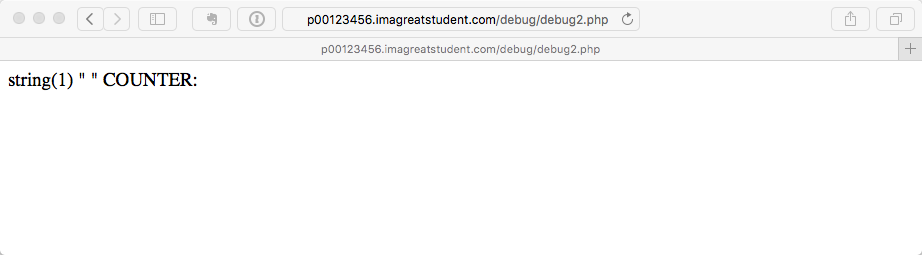 p00123456.imagreatstudent.com/debug/debug2.php
p00123456.imagreatstudent.com/debug/debug2.php
string(1) " " COUNTER: